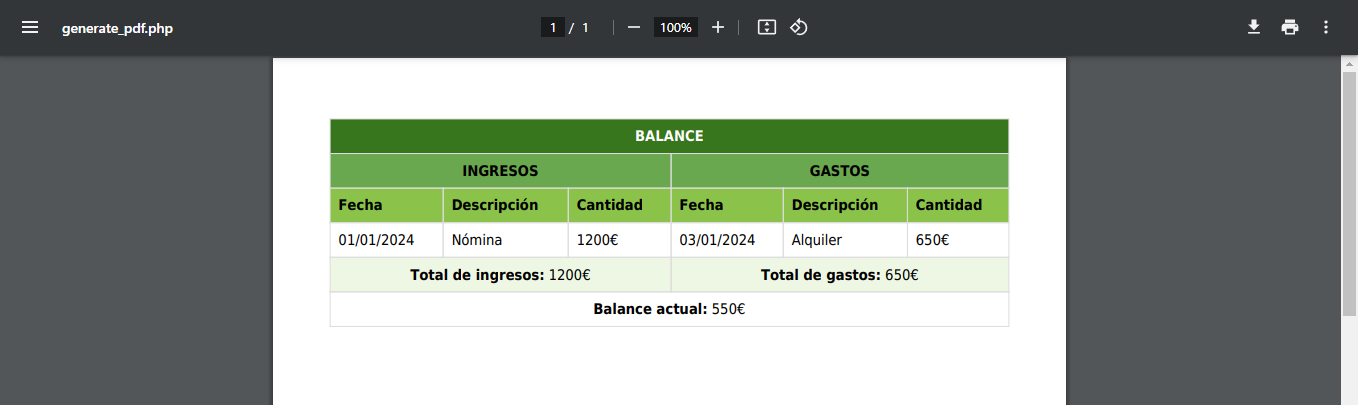 generate_pdf.php
1 / 1
100%
BALANCE
INGRESOS GASTOS
Fecha Descripción Cantidad Fecha Descripción Cantidad
01/01/2024 Nómina 1200€ 03/01/2024 Alquiler 650€
Total de ingresos: 1200€ Total de gastos: 650€
Balance actual: 550€